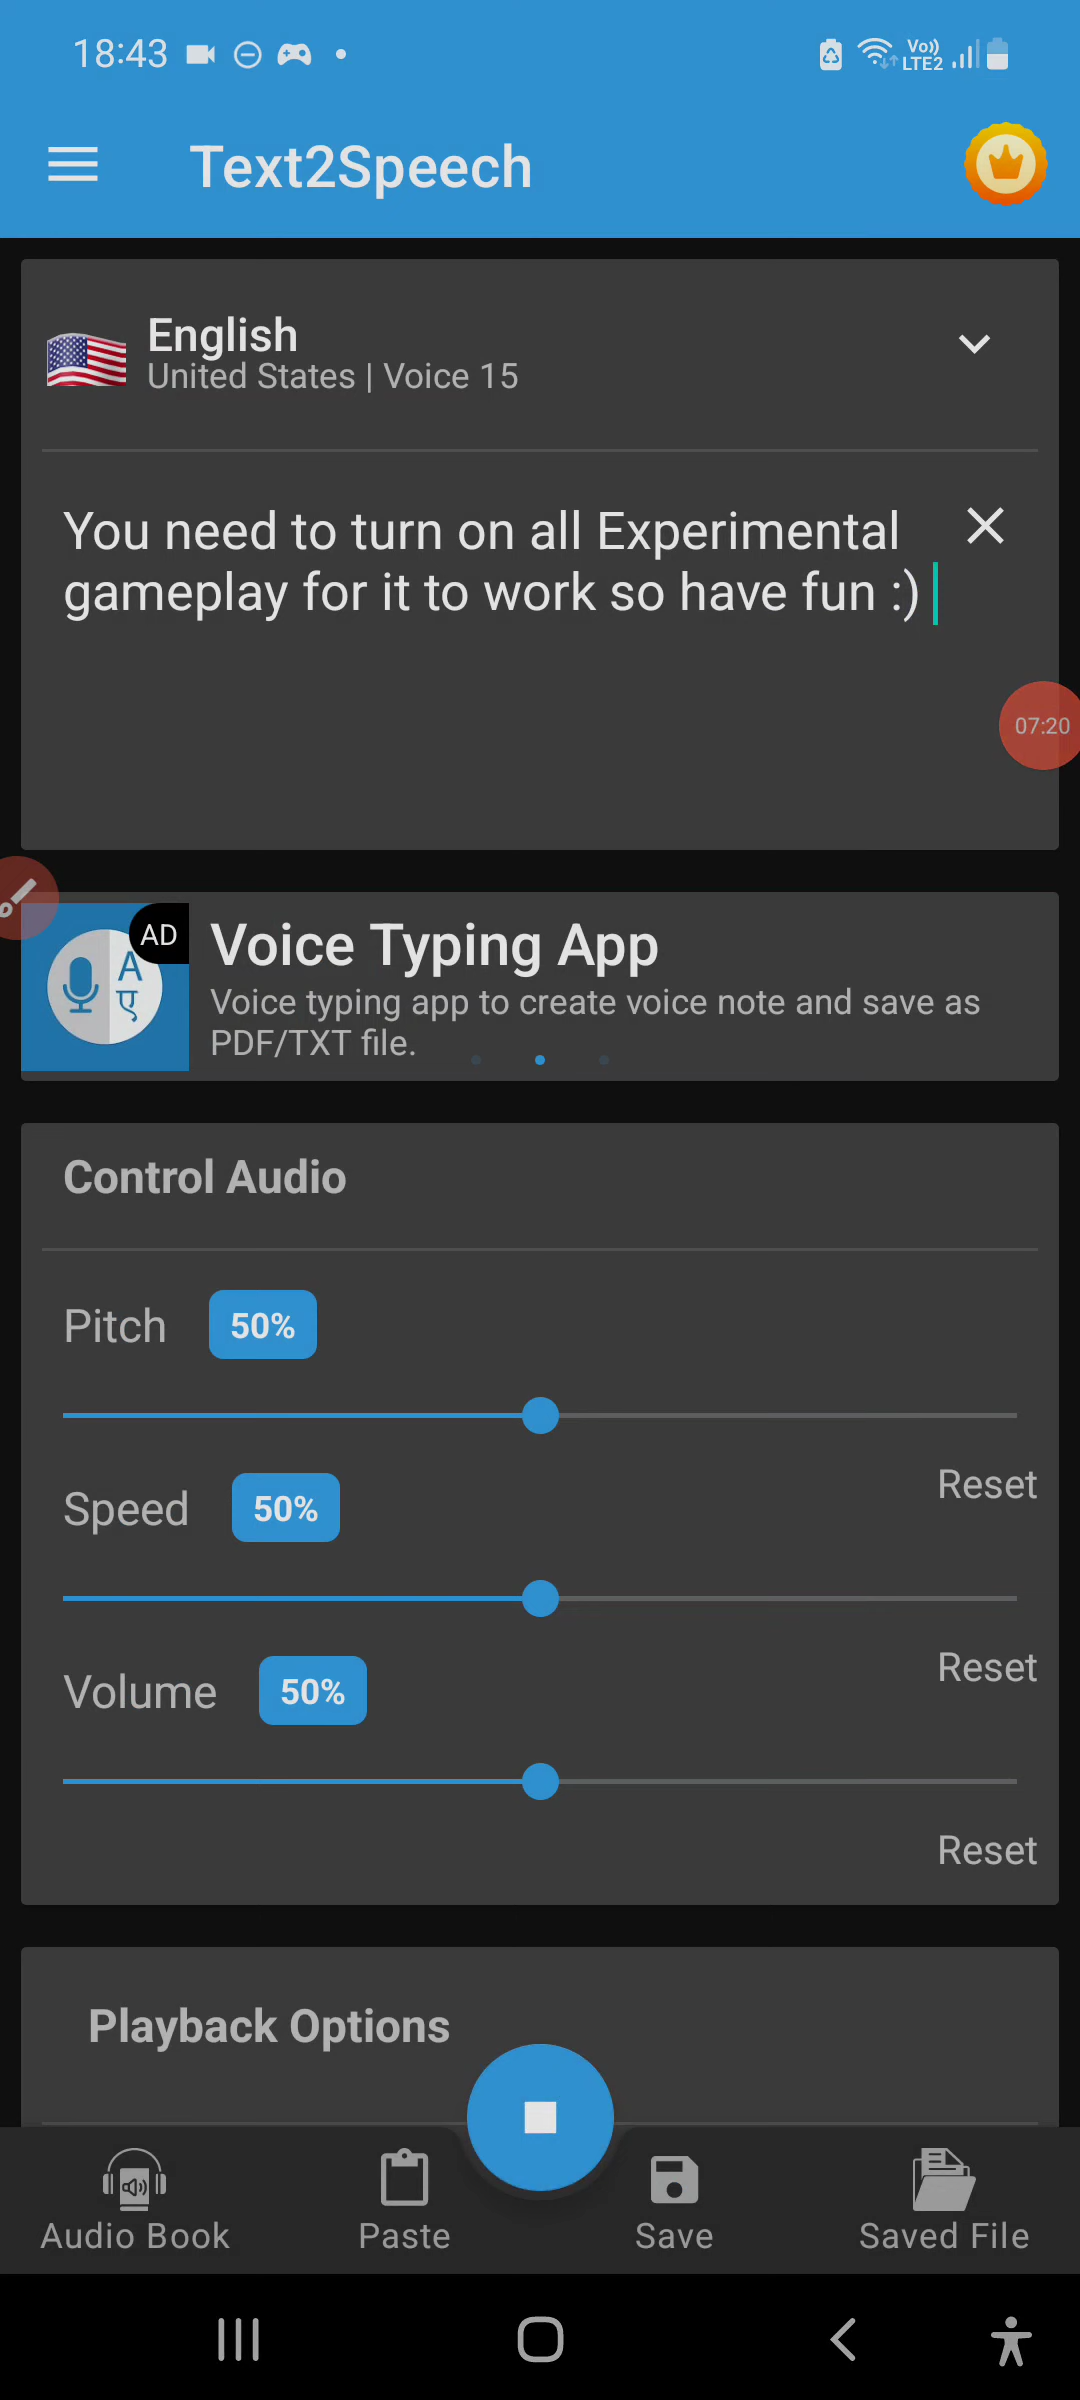 18:43
Vo)) LTE2
Text2Speech
English
United States | Voice 15
You need to turn on all Experimental
gameplay for it to work so have fun :)
07:20
AD
A
ए
Voice Typing App
Voice typing app to create voice note and save as
PDF/TXT file.
Control Audio
Pitch 50%
Reset
Speed 50%
Reset
Volume 50%
Reset
Playback Options
Audio Book
Paste
Save
Saved File